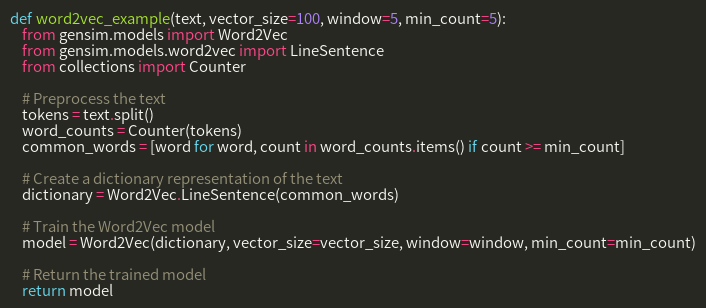 def word2vec_example(text, vector_size=100, window=5, min_count=5):
from gensim.models import Word2Vec
from gensim.models.word2vec import LineSentence
from collections import Counter
# Preprocess the text
tokens = text.split()
word_counts = Counter(tokens)
common_words = [word for word, count in word_counts.items() if count >= min_count]
# Create a dictionary representation of the text
dictionary = Word2Vec.LineSentence(common_words)
# Train the Word2Vec model
model = Word2Vec(dictionary, vector_size=vector_size, window=window, min_count=min_count)
# Return the trained model
return model